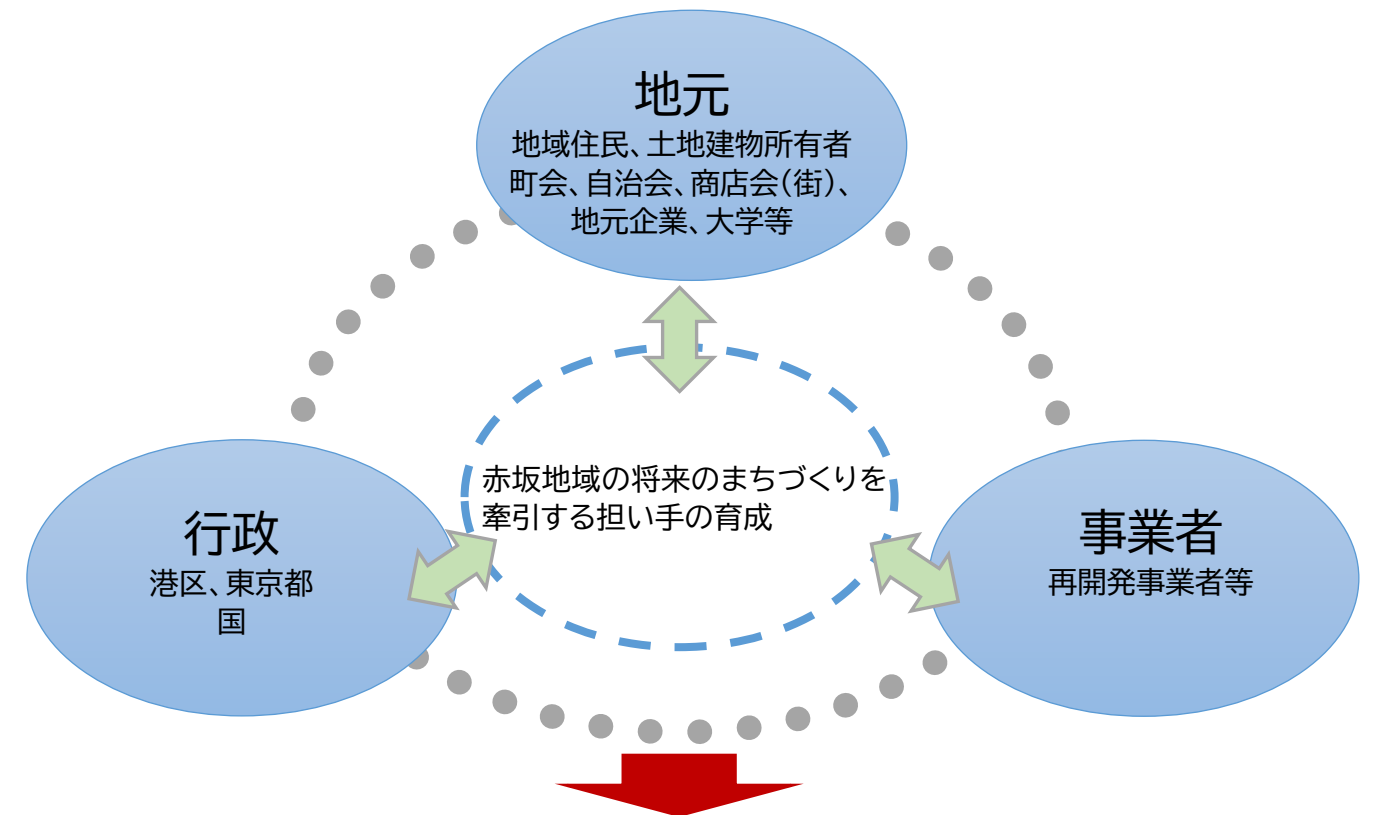 地元
地域住民、土地建物所有者
町会、自治会、商店会(街)、
地元企業、大学等
赤坂地域の将来のまちづくりを
牽引する担い手の育成
行政
港区、東京都
国
事業者
再開発事業者等